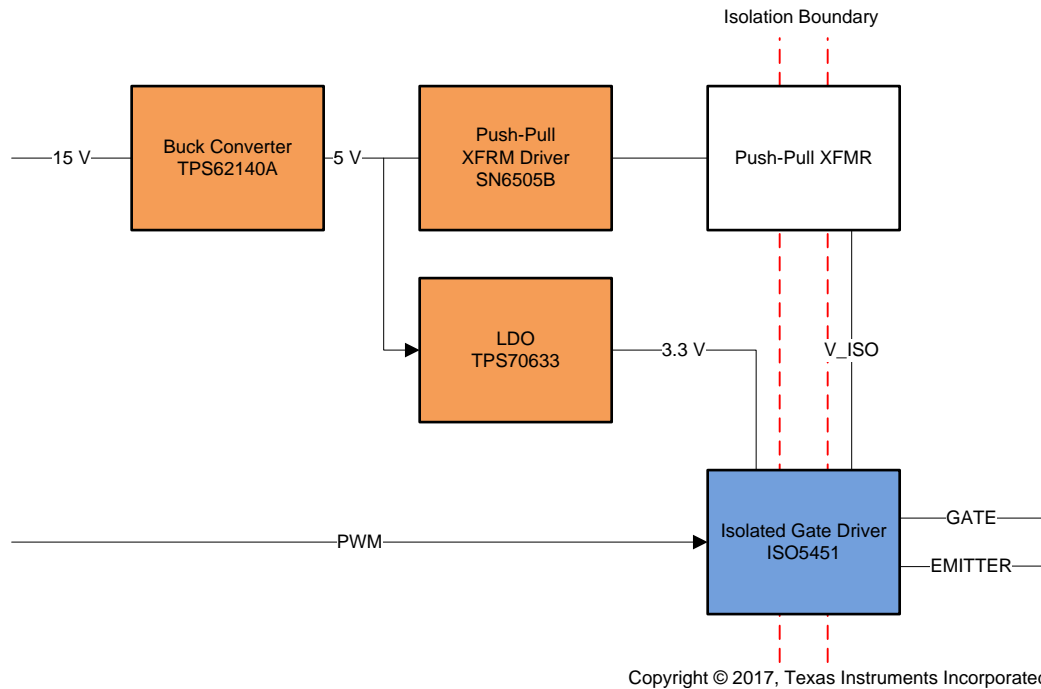 Isolation Boundary
15 V
Buck Converter
TPS62140A
5 V
Push-Pull
XFRM Driver
SN6505B
Push-Pull XFMR
LDO
TPS70633
3.3 V
V_ISO
PWM
Isolated Gate Driver
ISO5451
GATE
EMITTER
Copyright © 2017, Texas Instruments Incorporated